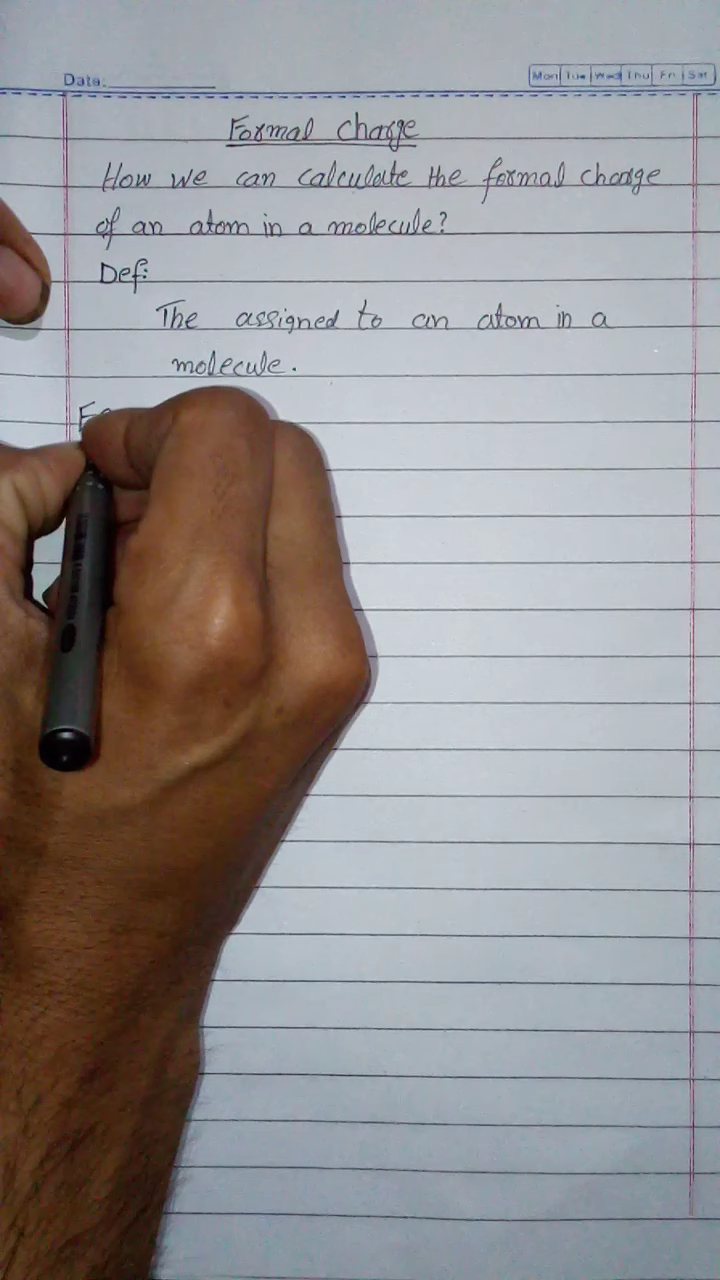 Date:
Mon Tue Wed Thu Fri Sat
Formal charge
How we can calculate the formal charge
of an atom in a molecule?
Def:
The assigned to an atom in a
molecule.